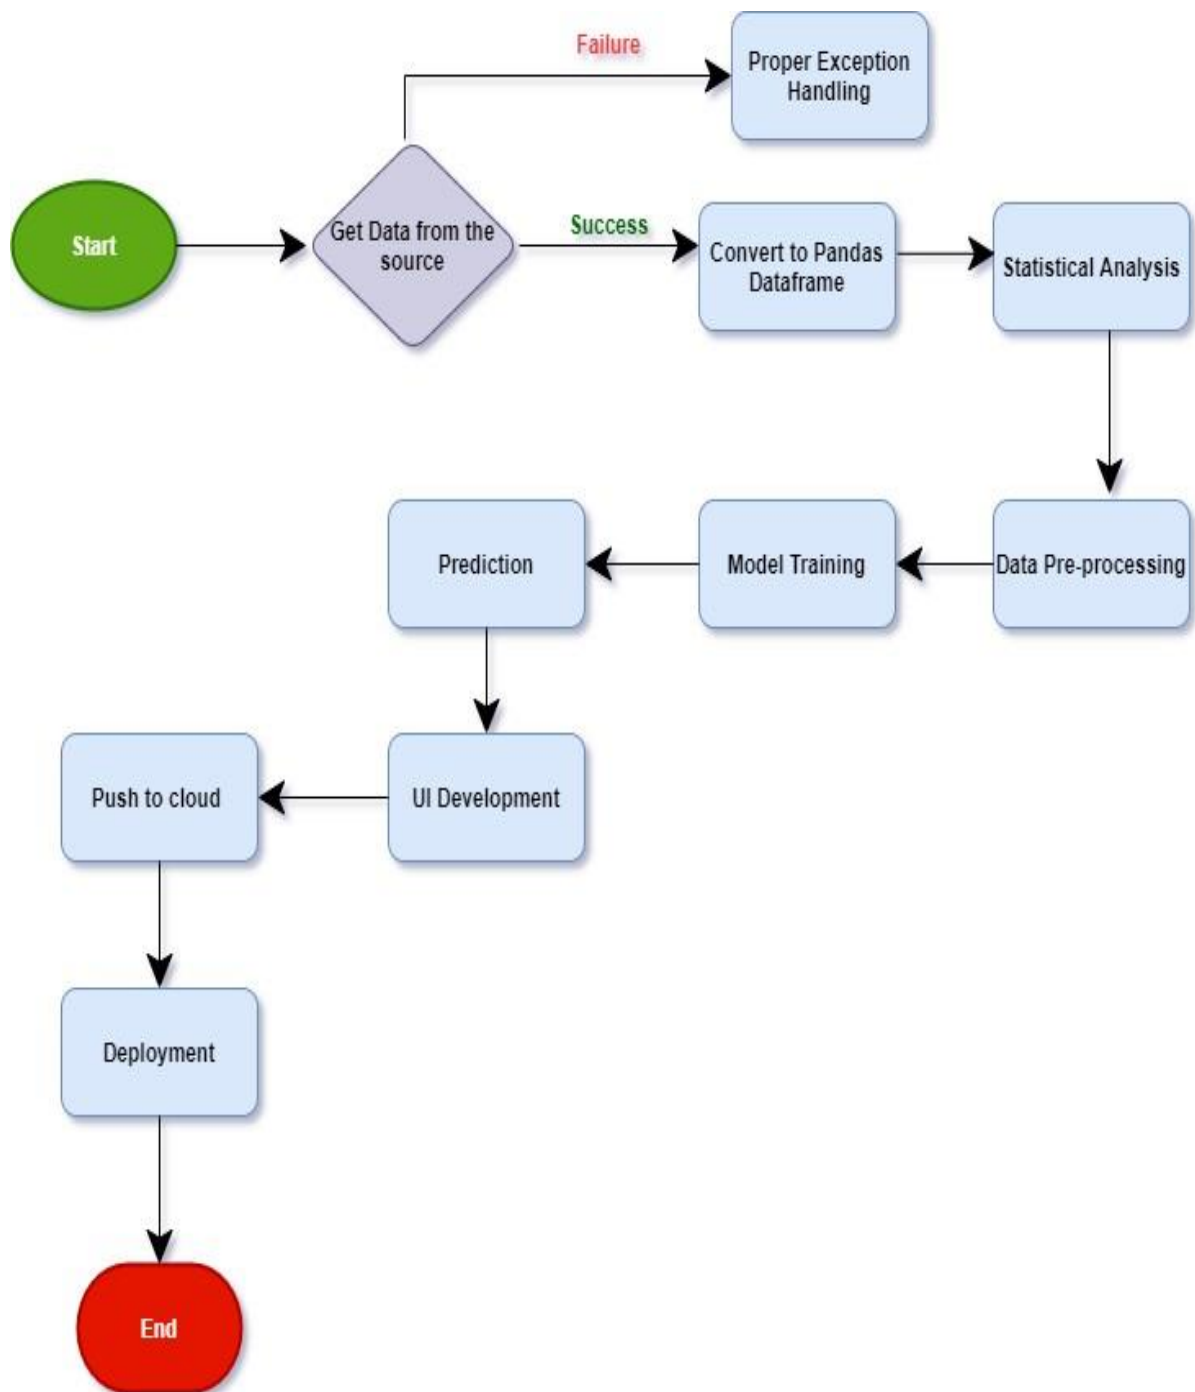 Failure
Proper Exception
Handling
Start
Get Data from the
source
Success
Convert to Pandas
Dataframe
Statistical Analysis
Prediction
Model Training
Data Pre-processing
Push to cloud
UI Development
Deployment
End